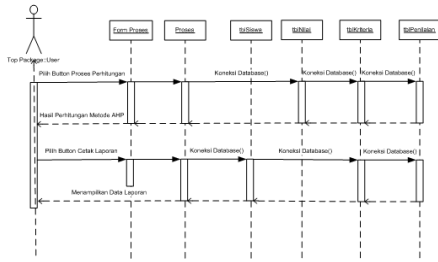 Form Proses
Proses
tblSiswa
tblNilai
tblKriteria
tblPenilaian
Top Package::User
Pilih Button Proses Perhitungan
Koneksi Database()
Koneksi Database()
Koneksi Database()
Hasil Perhitungan Metode AHP
Pilih Button Cetak Laporan
Koneksi Database()
Koneksi Database()
Koneksi Database()
Menampilkan Data Laporan